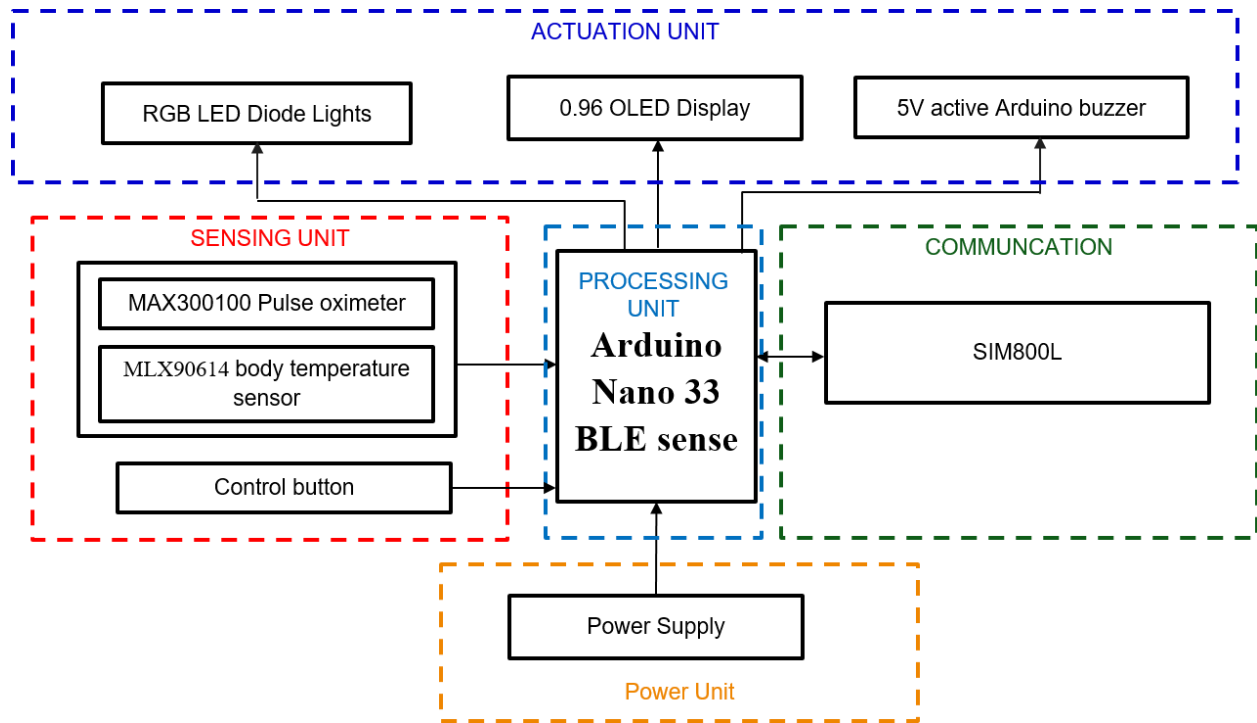 ACTUATION UNIT
RGB LED Diode Lights
0.96 OLED Display
5V active Arduino buzzer
SENSING UNIT
MAX300100 Pulse oximeter
MLX90614 body temperature
sensor
Control button
PROCESSING
UNIT
Arduino
Nano 33
BLE sense
COMMUNCATION
SIM800L
Power Supply
Power Unit